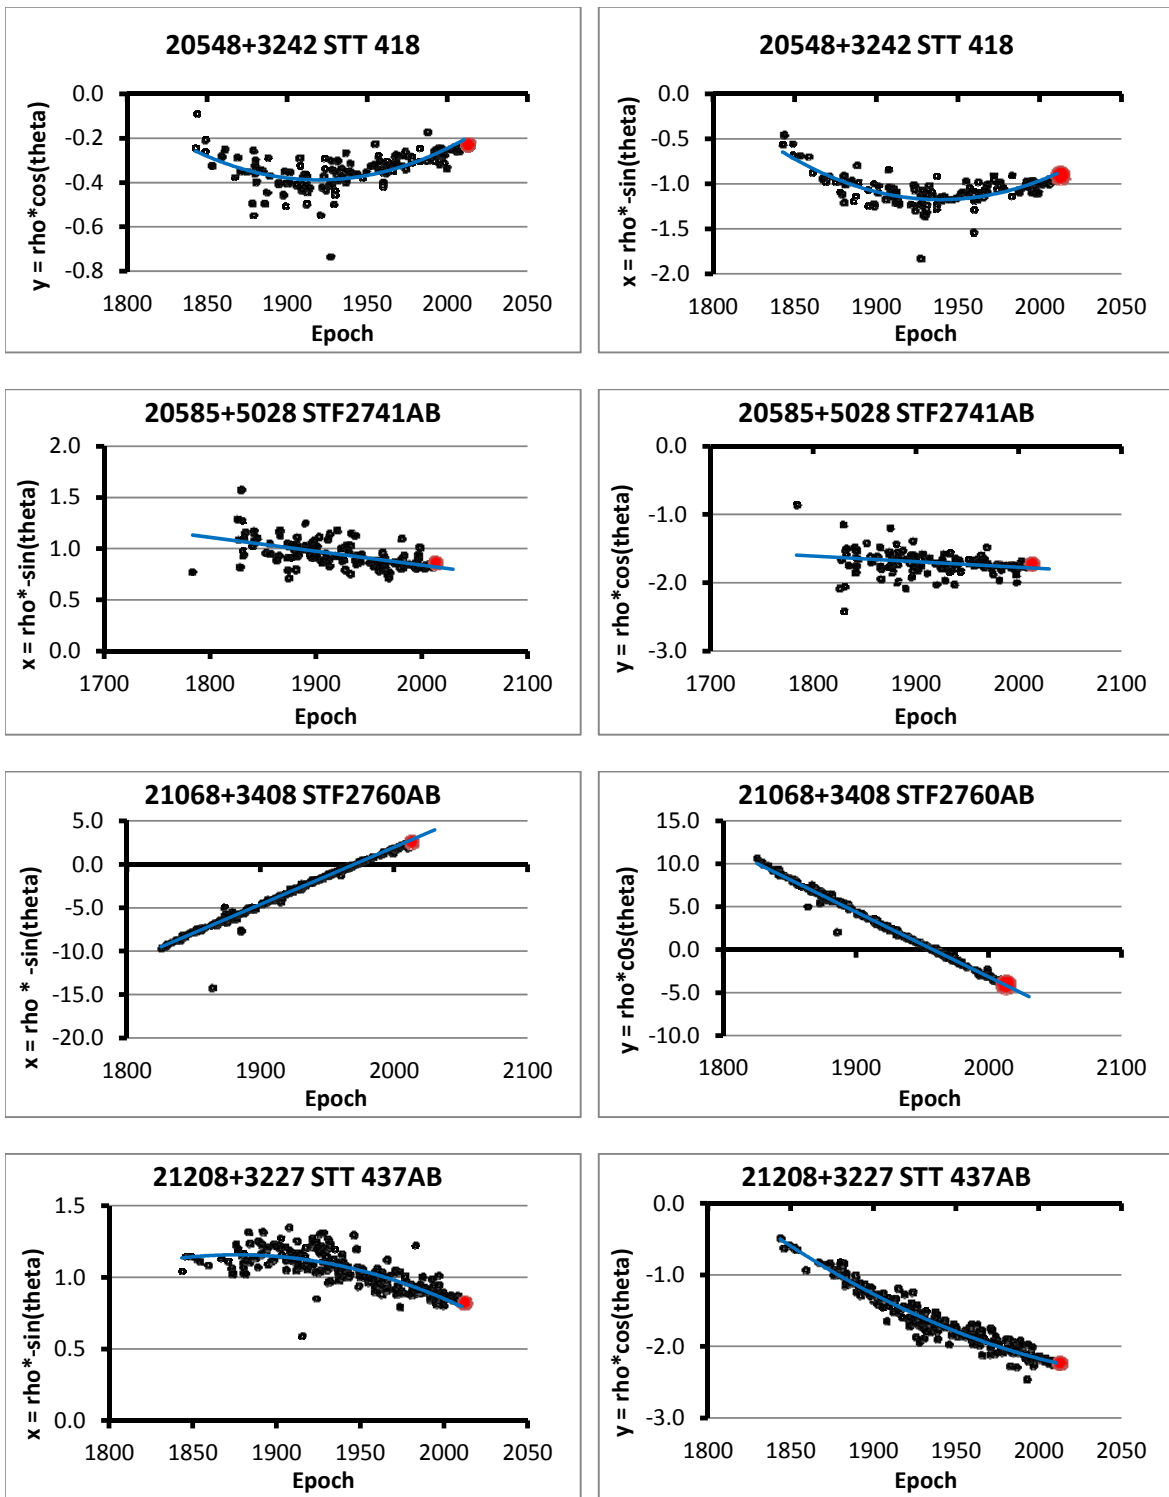 20548+3242 STT 418
y = rho*cos(theta)
0.0
-0.2
-0.4
-0.6
-0.8
1800 1850 1900 1950 2000 2050
Epoch
20548+3242 STT 418
x = rho*-sin(theta)
0.0
-0.5
-1.0
-1.5
-2.0
1800 1850 1900 1950 2000 2050
Epoch
20585+5028 STF2741AB
x = rho*-sin(theta)
2.0
1.5
1.0
0.5
0.0
1700 1800 1900 2000 2100
Epoch
20585+5028 STF2741AB
y = rho*cos(theta)
0.0
-1.0
-2.0
-3.0
1700 1800 1900 2000 2100
Epoch
21068+3408 STF2760AB
x = rho * -sin(theta)
5.0
0.0
-5.0
-10.0
-15.0
-20.0
1800 1900 2000 2100
Epoch
21068+3408 STF2760AB
y = rho*c0s(theta)
15.0
10.0
5.0
0.0
-5.0
-10.0
1800 1900 2000 2100
Epoch
21208+3227 STT 437AB
x = rho*-sin(theta)
1.5
1.0
0.5
0.0
1800 1850 1900 1950 2000 2050
Epoch
21208+3227 STT 437AB
y = rho*cos(theta)
0.0
-1.0
-2.0
-3.0
1800 1850 1900 1950 2000 2050
Epoch